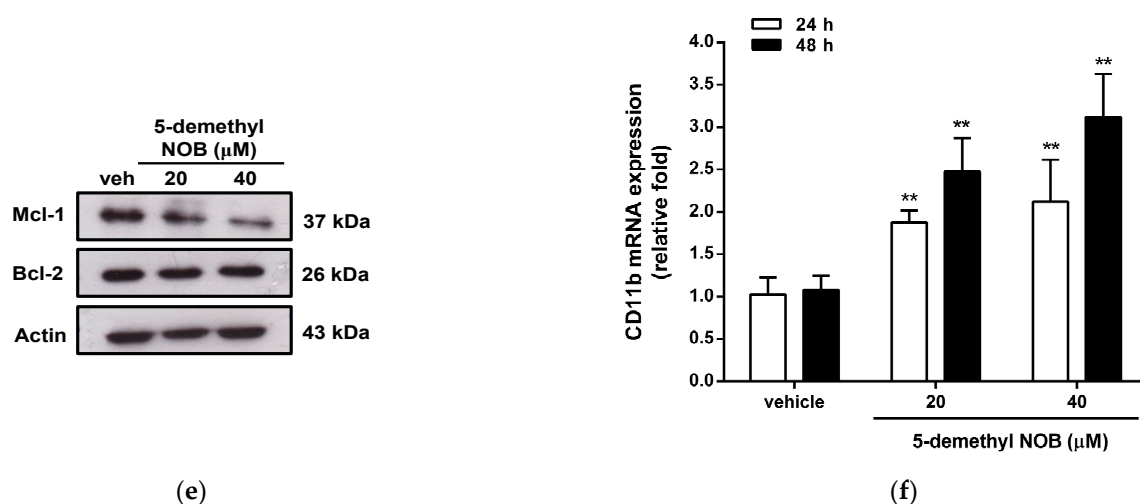 5-demethyl
NOB (μM)
veh 20 40
Mcl-1 37 kDa
Bcl-2 26 kDa
Actin 43 kDa
(e)
24 h
48 h
CD11b mRNA expression
(relative fold)
4.0
3.5
3.0
2.5
2.0
1.5
1.0
0.5
0.0
** ** ** **
vehicle 20 40
5-demethyl NOB (μM)
(f)